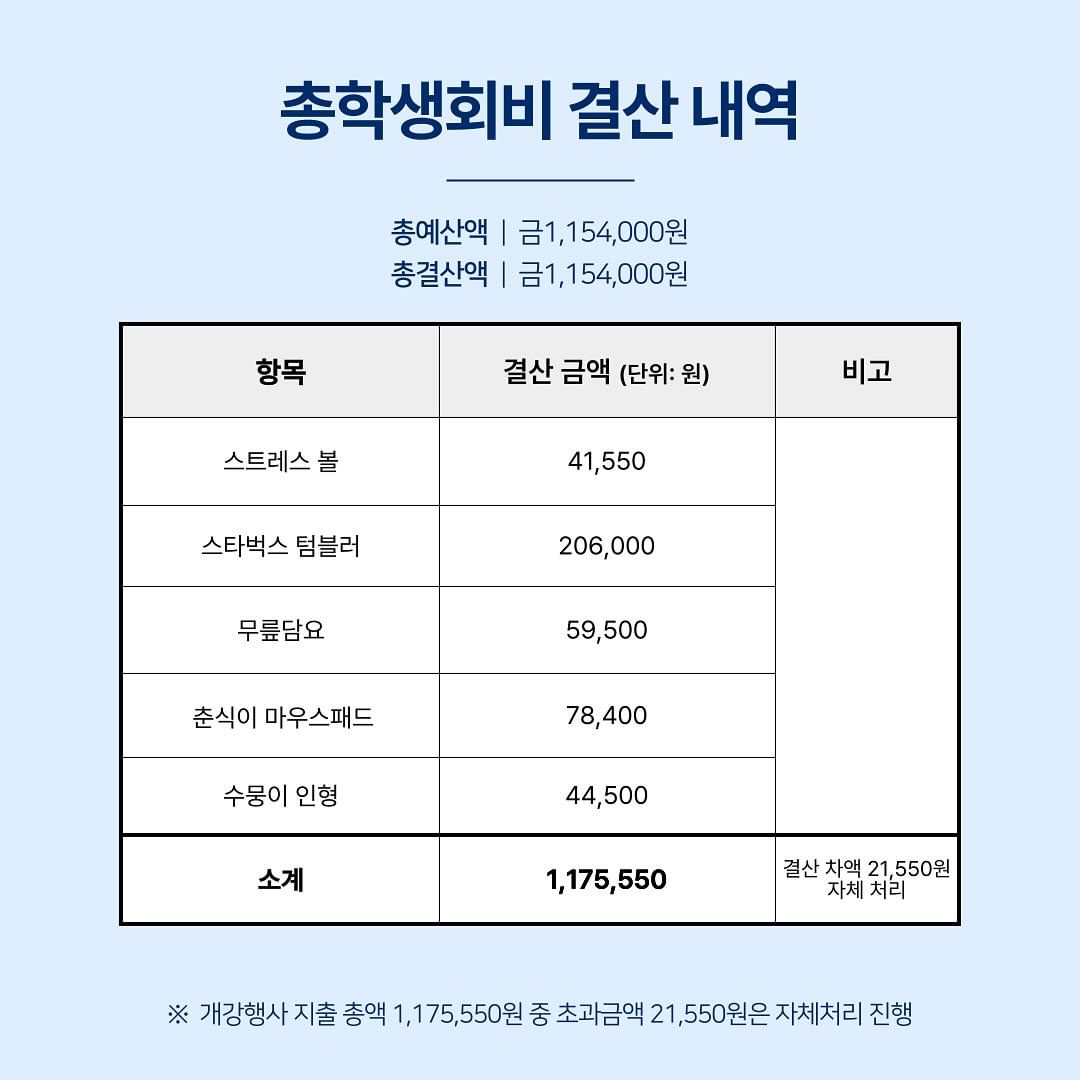 총학생회비 결산 내역
총예산액 | 금1,154,000원
총결산액 | 금1,154,000원
항목 결산 금액 (단위: 원) 비고
스트레스 볼 41,550
스타벅스 텀블러 206,000
무릎담요 59,500
춘식이 마우스패드 78,400
수뭉이 인형 44,500
소계 1,175,550 결산 차액 21,550원
자체 처리
※ 개강행사 지출 총액 1,175,550원 중 초과금액 21,550원은 자체처리 진행